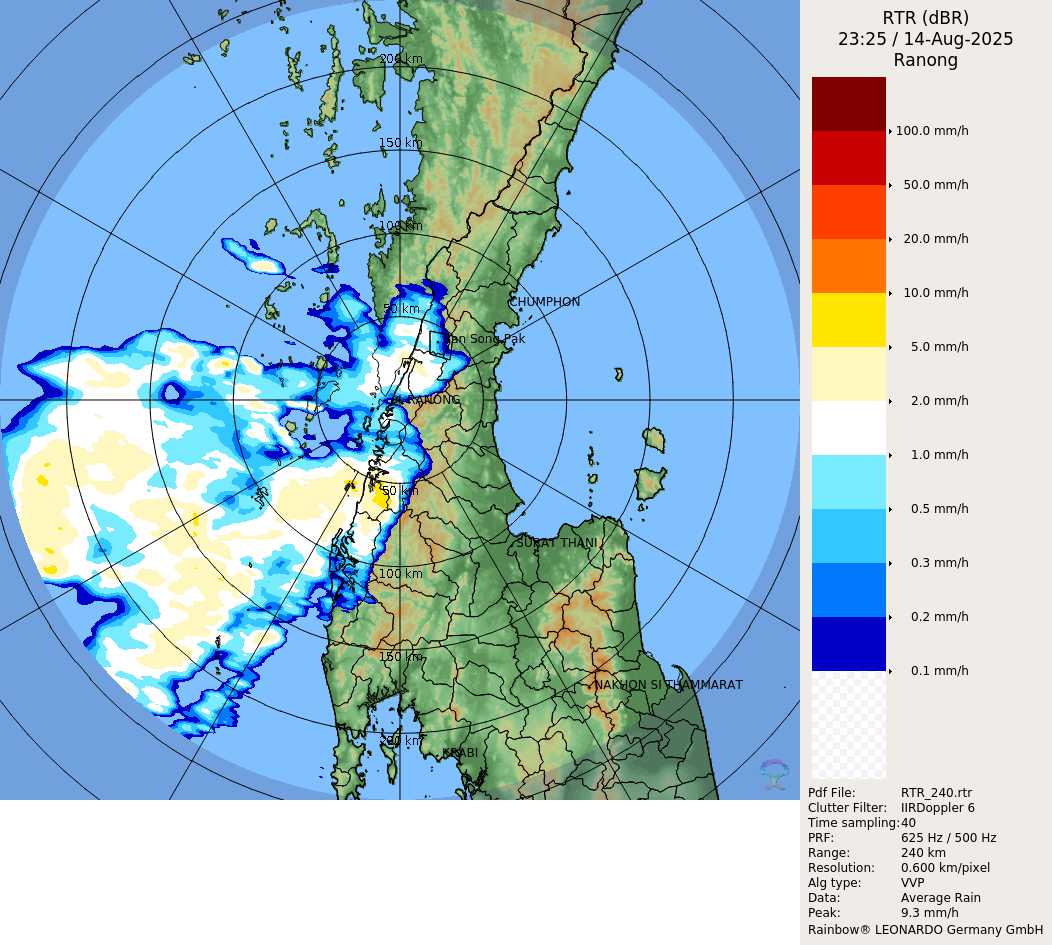 RTR (dBR)
23:25 / 14-Aug-2025
Ranong
100.0 mm/h
50.0 mm/h
20.0 mm/h
10.0 mm/h
5.0 mm/h
2.0 mm/h
1.0 mm/h
0.5 mm/h
0.3 mm/h
0.2 mm/h
0.1 mm/h
200 km
150 km
100 km
50 km
CHUMPHON
Ban Song Pak
RANONG
50 km
SURAT THANI
100 km
150 km
NAKHON SI THAMMARAT
200 km
KRABI
Pdf File: RTR_240.rtr
Clutter Filter: IIRDoppler 6
Time sampling: 40
PRF: 625 Hz / 500 Hz
Range: 240 km
Resolution: 0.600 km/pixel
Alg type: VVP
Data: Average Rain
Peak: 9.3 mm/h
Rainbow® LEONARDO Germany GmbH